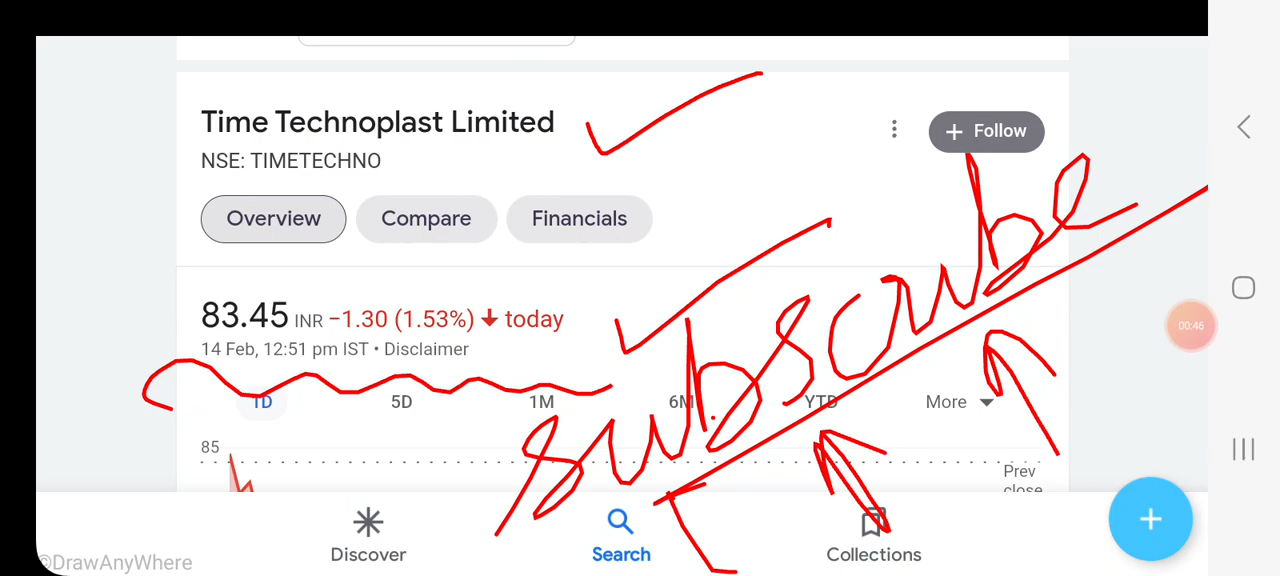 Time Technoplast Limited
NSE: TIMETECHNO
+ Follow
Overview Compare Financials
83.45 INR −1.30 (1.53%) ↓ today
14 Feb, 12:51 pm IST • Disclaimer
1D 5D 1M 6M YTD More
subscribe
85
Prev
close
00:46
Discover Search Collections
©DrawAnyWhere